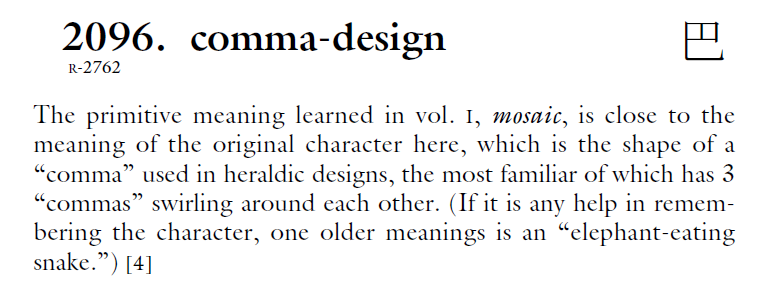 2096. comma-design 巴
R-2762
The primitive meaning learned in vol. I, mosaic, is close to the
meaning of the original character here, which is the shape of a
“comma” used in heraldic designs, the most familiar of which has 3
“commas” swirling around each other. (If it is any help in remem-
bering the character, one older meanings is an “elephant-eating
snake.”) [4]